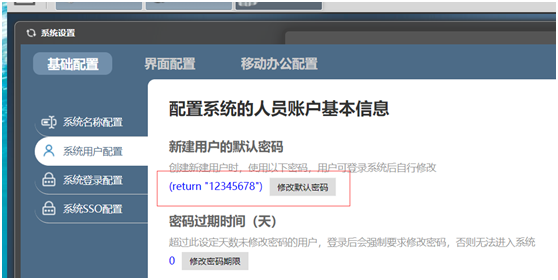 系统设置
基础配置
界面配置
移动办公配置
系统名称配置
系统用户配置
系统登录配置
系统SSO配置
配置系统的人员账户基本信息
新建用户的默认密码
创建新建用户时，使用以下密码，用户可登录系统后自行修改
(return "12345678") 修改默认密码
密码过期时间（天）
超过此设定天数未修改密码的用户，登录后会强制要求修改密码，否则无法进入系统
0 修改密码期限